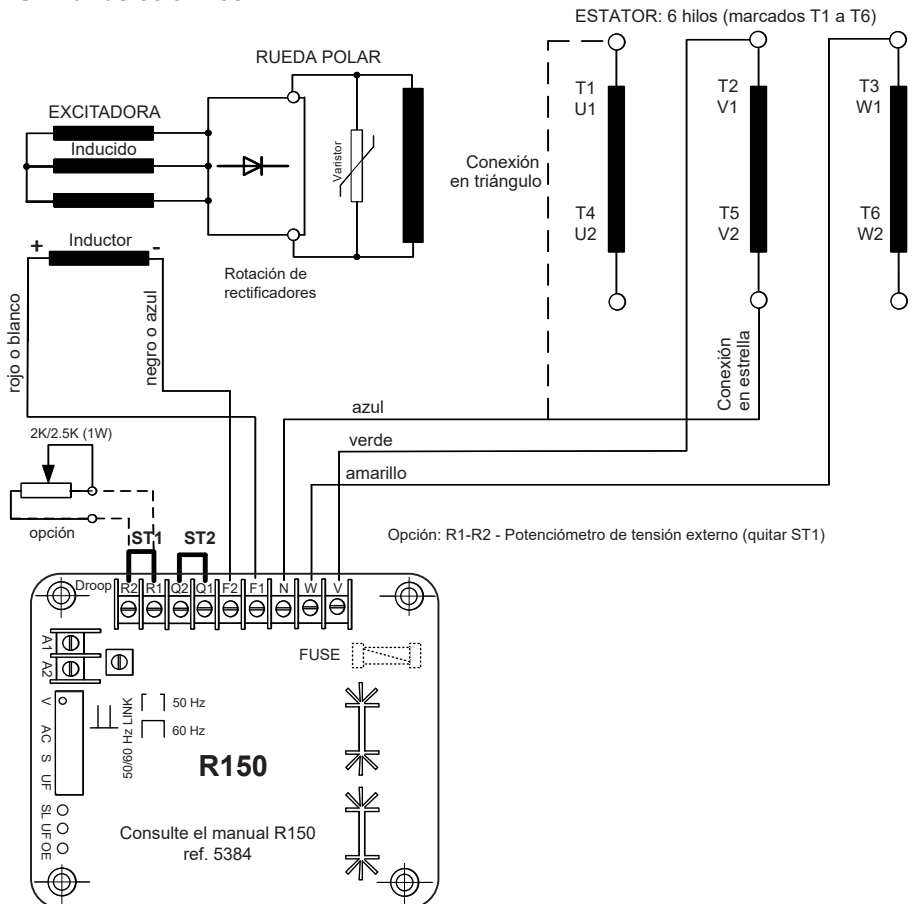 ESTATOR: 6 hilos (marcados T1 a T6)
RUEDA POLAR
EXCITADORA
Inducido
Varistor
T1
U1
T2
V1
T3
W1
Conexión
en triángulo
T4
U2
T5
V2
T6
W2
+ Inductor -
Rotación de
rectificadores
rojo o blanco
negro o azul
Conexión
en estrella
azul
verde
amarillo
2K/2.5K (1W)
opción
ST1 ST2
Opción: R1-R2 - Potenciómetro de tensión externo (quitar ST1)
Droop R2 R1 Q2 Q1 F2 F1 N W V
A1
A2
FUSE
V
AC
S
UF
50/60 Hz LINK
50 Hz
60 Hz
R150
SL
UF
OE
Consulte el manual R150
ref. 5384